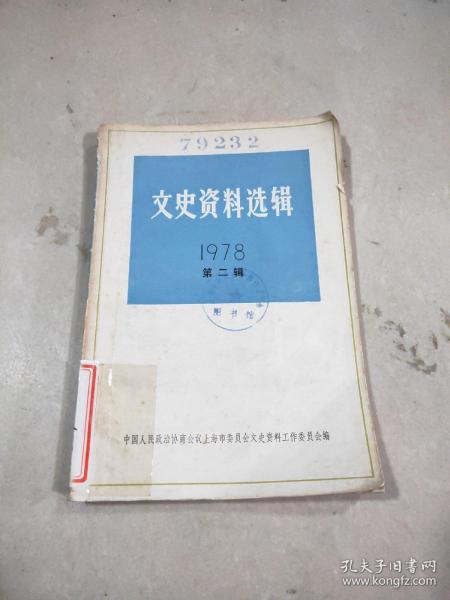 79232
文史资料选辑
1978
第二辑
图书馆
中国人民政治协商会议上海市委员会文史资料工作委员会编
孔夫子旧书网
www.kongfz.com